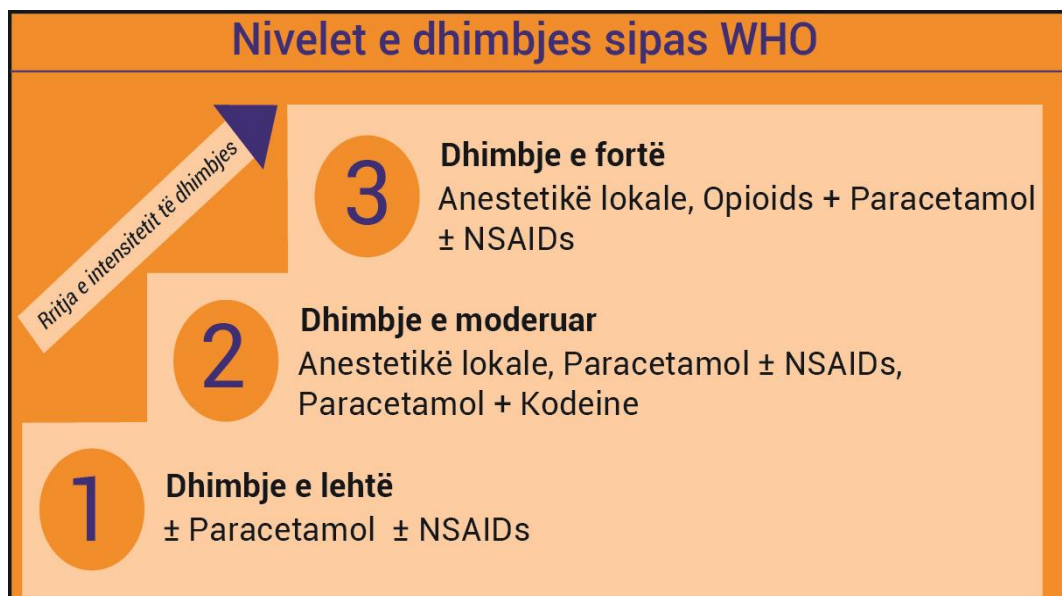 Nivelet e dhimbjes sipas WHO
Rritja e intensitetit të dhimbjes
3
Dhimbje e fortë
Anestetikë lokale, Opioids + Paracetamol
± NSAIDs
2
Dhimbje e moderuar
Anestetikë lokale, Paracetamol ± NSAIDs,
Paracetamol + Kodeine
1
Dhimbje e lehtë
± Paracetamol ± NSAIDs